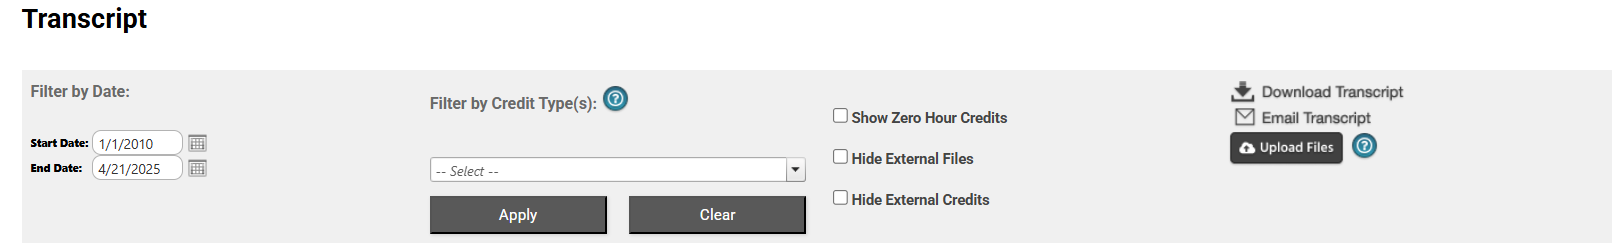 Transcript
Filter by Date:
Start Date: 1/1/2010
End Date: 4/21/2025
Filter by Credit Type(s): ?
-- Select --
Apply Clear
Show Zero Hour Credits
Hide External Files
Hide External Credits
Download Transcript
Email Transcript
Upload Files ?